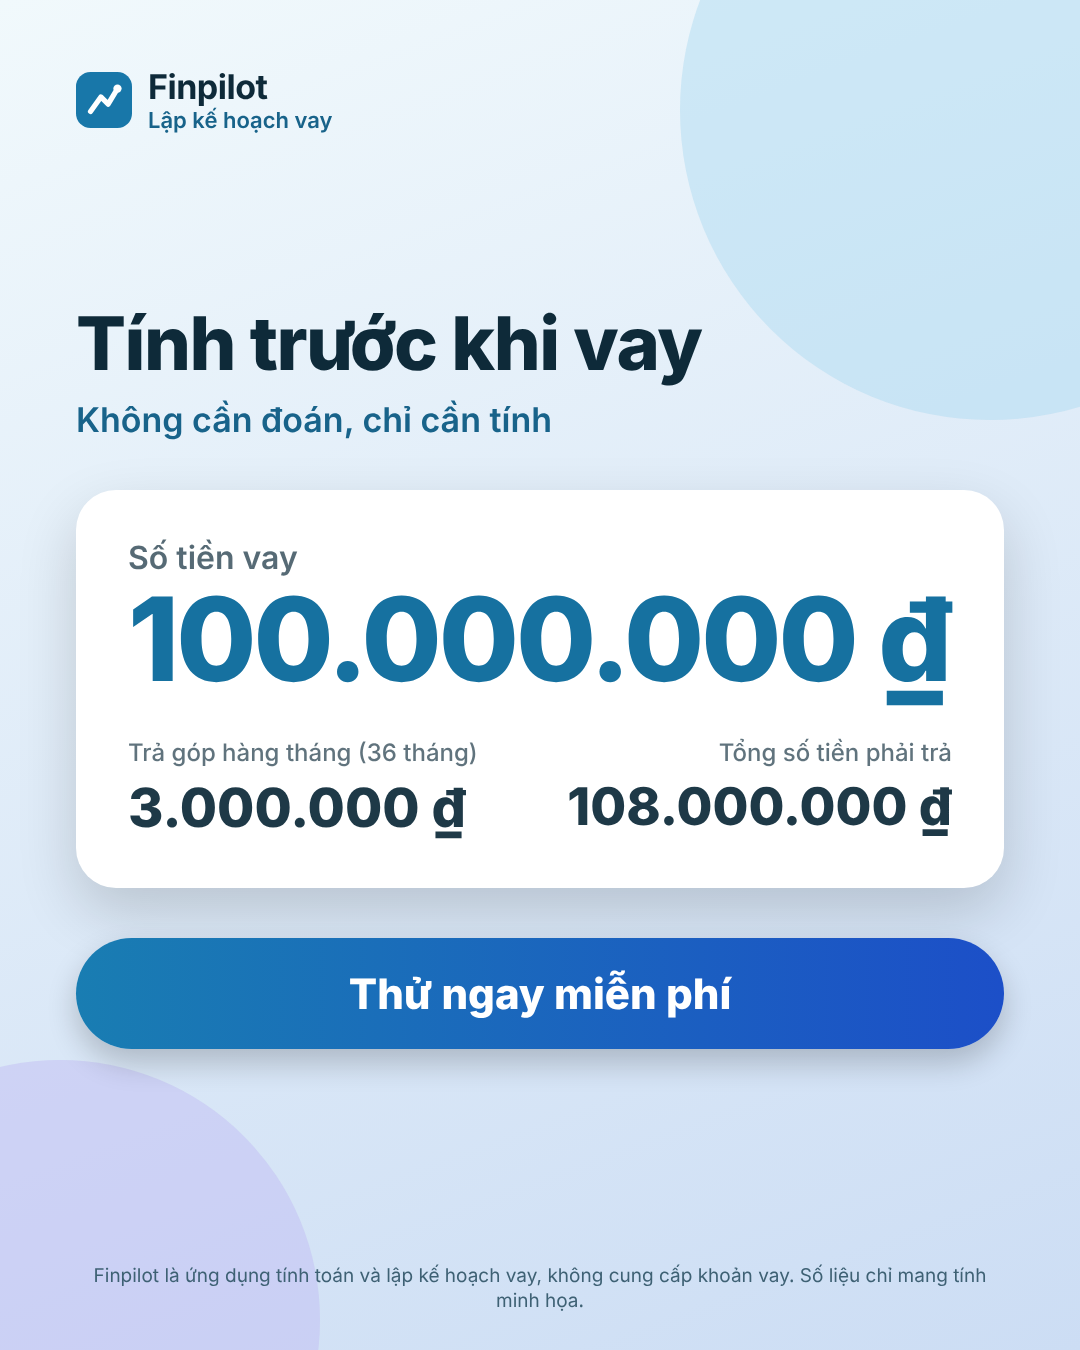 Finpilot
Lập kế hoạch vay
Tính trước khi vay
Không cần đoán, chỉ cần tính
Số tiền vay
100.000.000 ₫
Trả góp hàng tháng (36 tháng)
3.000.000 ₫
Tổng số tiền phải trả
108.000.000 ₫
Thử ngay miễn phí
Finpilot là ứng dụng tính toán và lập kế hoạch vay, không cung cấp khoản vay. Số liệu chỉ mang tính
minh họa.